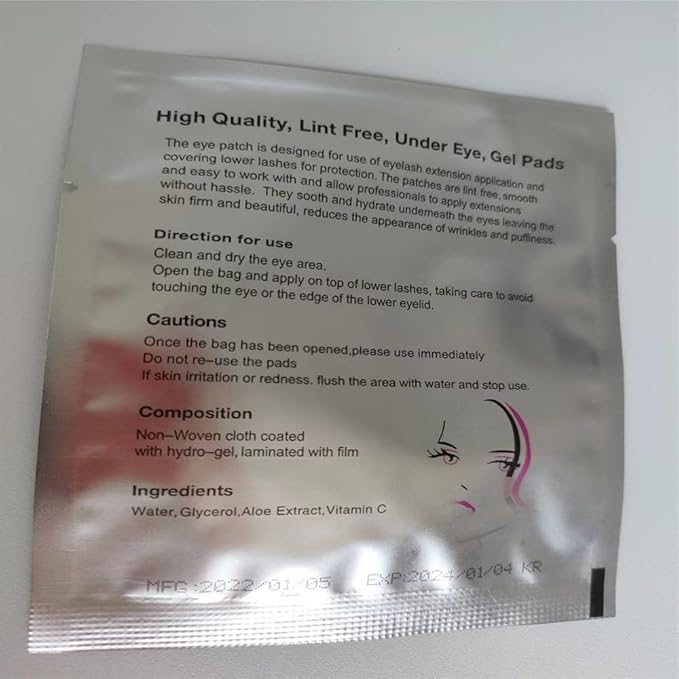 High Quality, Lint Free, Under Eye, Gel Pads
The eye patch is designed for use of eyelash extension application and
covering lower lashes for protection. The patches are lint free, smooth
and easy to work with and allow professionals to apply extensions
without hassle. They sooth and hydrate underneath the eyes leaving the
skin firm and beautiful, reduces the appearance of wrinkles and puffiness.
Direction for use
Clean and dry the eye area.
Open the bag and apply on top of lower lashes, taking care to avoid
touching the eye or the edge of the lower eyelid.
Cautions
Once the bag has been opened,please use immediately
Do not re-use the pads
If skin irritation or redness. flush the area with water and stop use.
Composition
Non-Woven cloth coated
with hydro-gel, laminated with film
Ingredients
Water, Glycerol,Aloe Extract,Vitamin C
MFG:2022/01/05 EXP:2024/01/04 KR